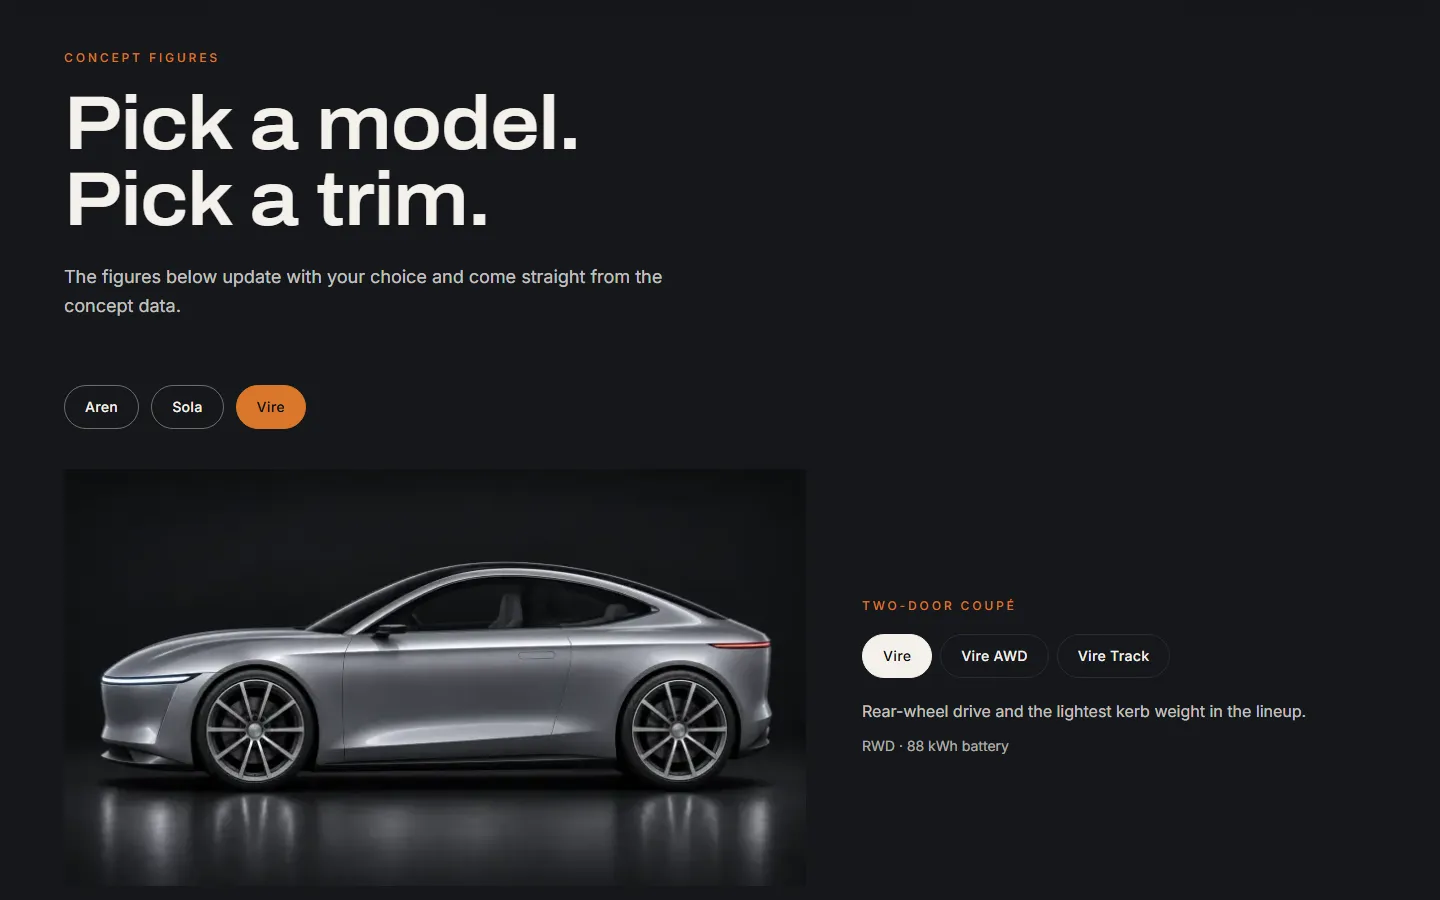 CONCEPT FIGURES
Pick a model.
Pick a trim.
The figures below update with your choice and come straight from the
concept data.
Aren
Sola
Vire
TWO-DOOR COUPÉ
Vire
Vire AWD
Vire Track
Rear-wheel drive and the lightest kerb weight in the lineup.
RWD · 88 kWh battery